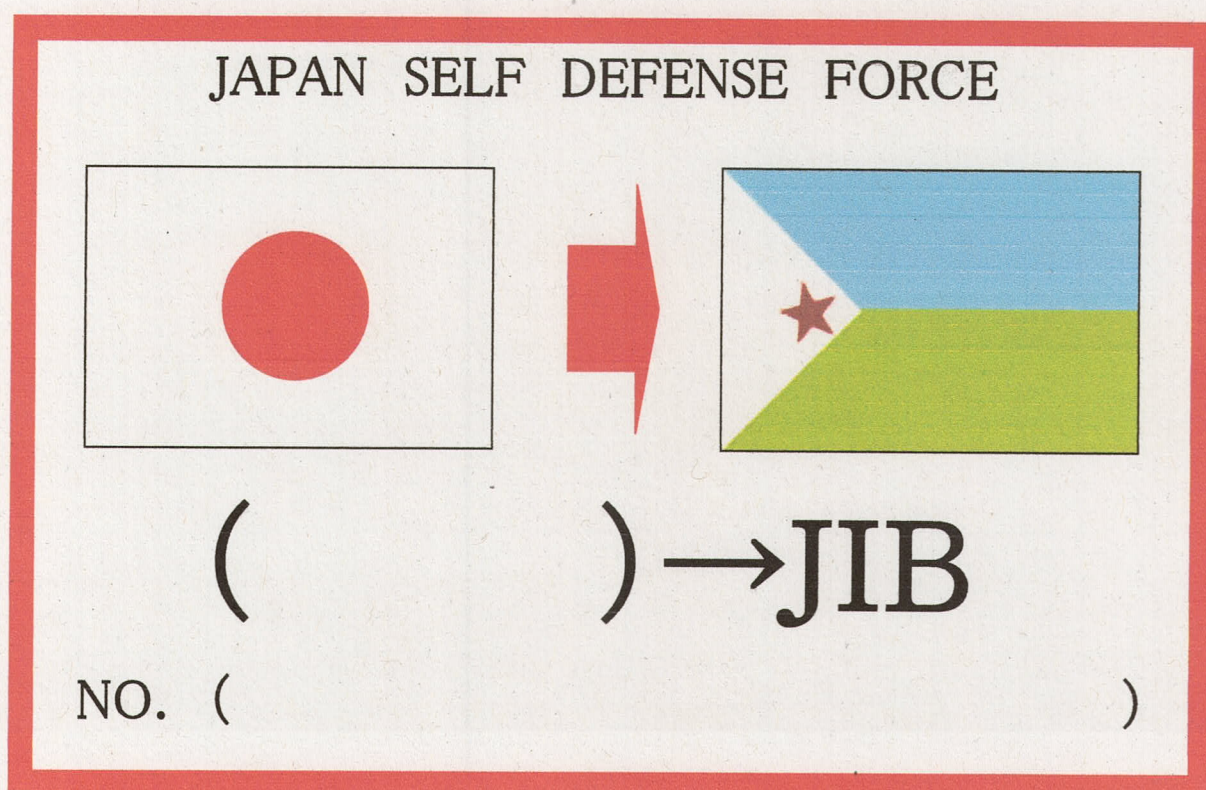 JAPAN SELF DEFENSE FORCE
( )→JIB
NO. ( )